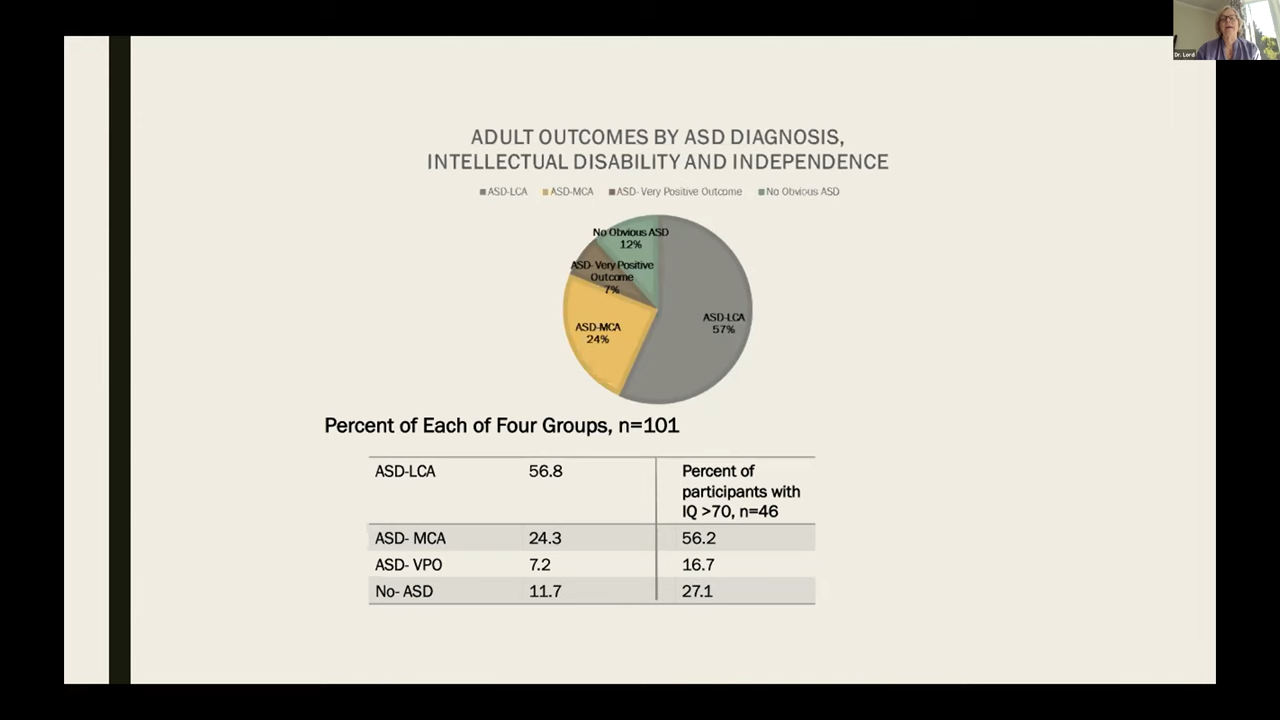 Dr. Lord
ADULT OUTCOMES BY ASD DIAGNOSIS,
INTELLECTUAL DISABILITY AND INDEPENDENCE
ASD-LCA ASD-MCA ASD- Very Positive Outcome No Obvious ASD
No Obvious ASD
12%
ASD- Very Positive
Outcome
7%
ASD-LCA
57%
ASD-MCA
24%
Percent of Each of Four Groups, n=101
ASD-LCA 56.8 Percent of
participants with
IQ >70, n=46
ASD- MCA 24.3 56.2
ASD- VPO 7.2 16.7
No- ASD 11.7 27.1